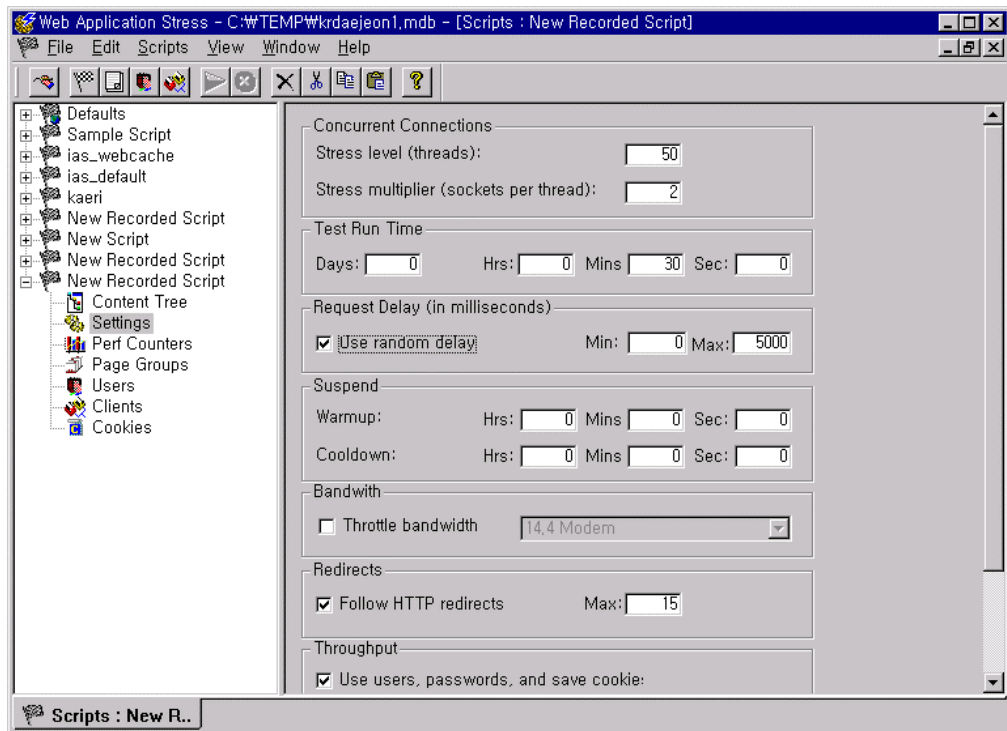 Web Application Stress - C:₩TEMP₩krdaejeon1.mdb - [Scripts : New Recorded Script]
File Edit Scripts View Window Help
Defaults
Sample Script
ias_webcache
ias_default
kaeri
New Recorded Script
New Script
New Recorded Script
New Recorded Script
Content Tree
Settings
Perf Counters
Page Groups
Users
Clients
Cookies
Concurrent Connections
Stress level (threads): 50
Stress multiplier (sockets per thread): 2
Test Run Time
Days: 0 Hrs: 0 Mins 30 Sec: 0
Request Delay (in milliseconds)
Use random delay Min: 0 Max: 5000
Suspend
Warmup: Hrs: 0 Mins 0 Sec: 0
Cooldown: Hrs: 0 Mins 0 Sec: 0
Bandwith
Throttle bandwidth 14.4 Modem
Redirects
Follow HTTP redirects Max: 15
Throughput
Use users, passwords, and save cookie:
Scripts : New R..